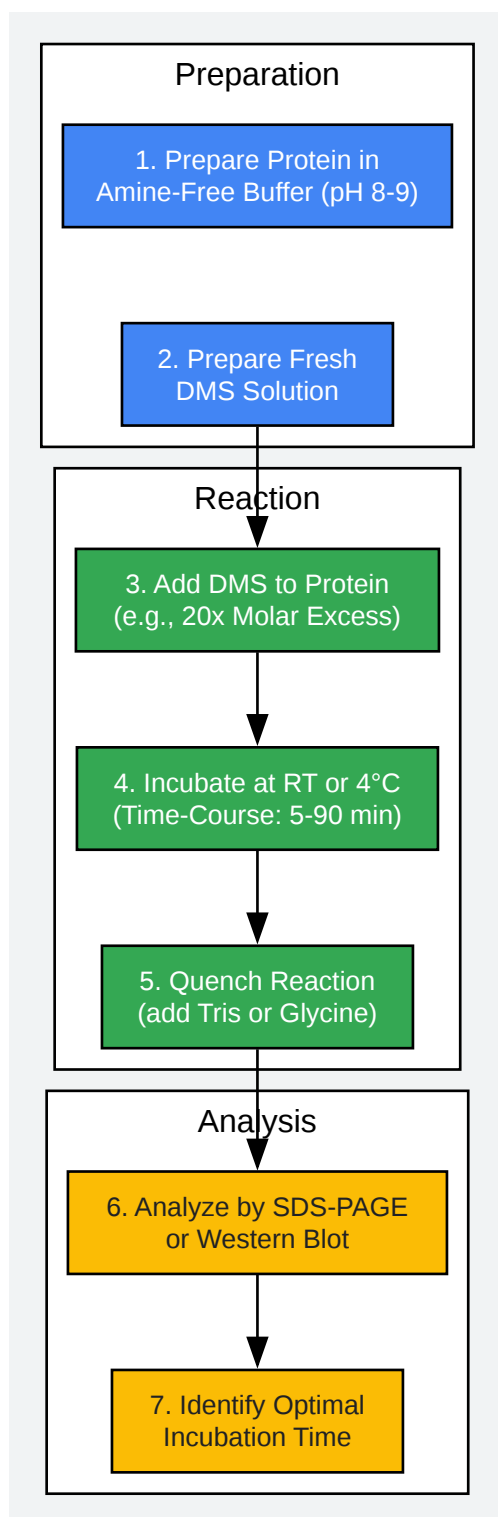 Preparation
1. Prepare Protein in
Amine-Free Buffer (pH 8-9)
2. Prepare Fresh
DMS Solution
Reaction
3. Add DMS to Protein
(e.g., 20x Molar Excess)
4. Incubate at RT or 4°C
(Time-Course: 5-90 min)
5. Quench Reaction
(add Tris or Glycine)
Analysis
6. Analyze by SDS-PAGE
or Western Blot
7. Identify Optimal
Incubation Time